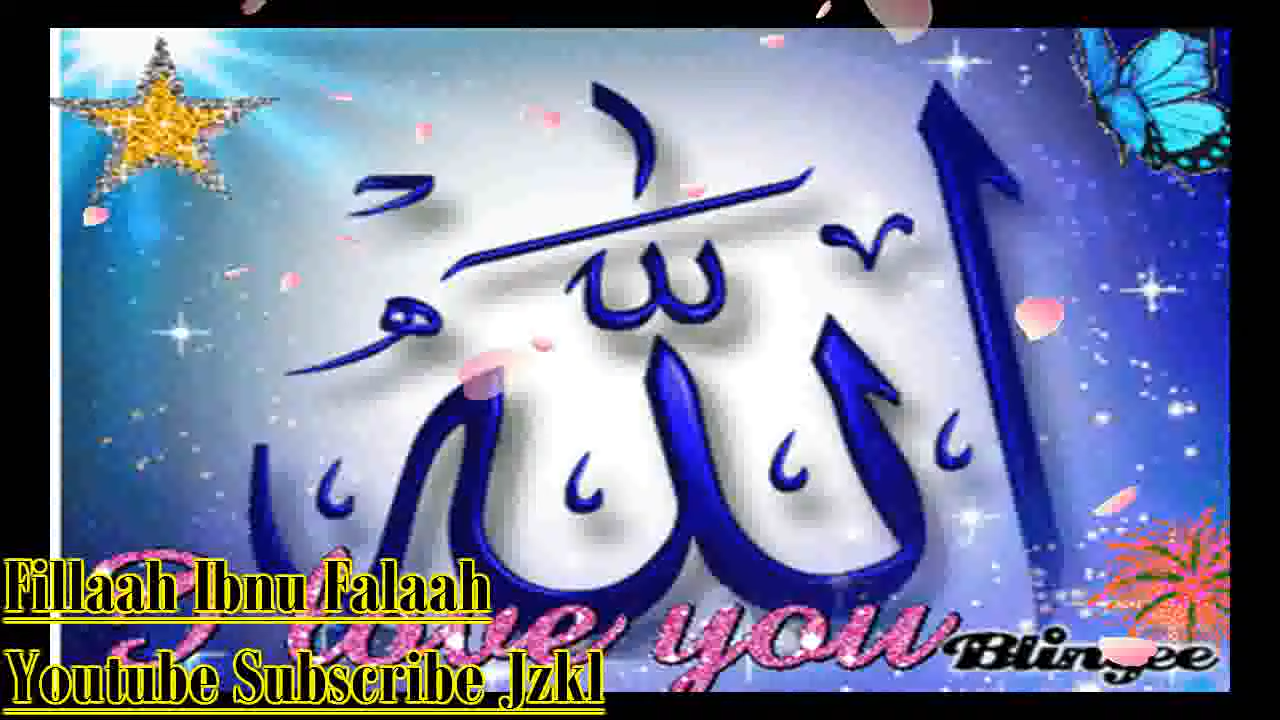 الله
I love you
Blingee
Fillaah Ibnu Falaah
Youtube Subscribe Jzkl